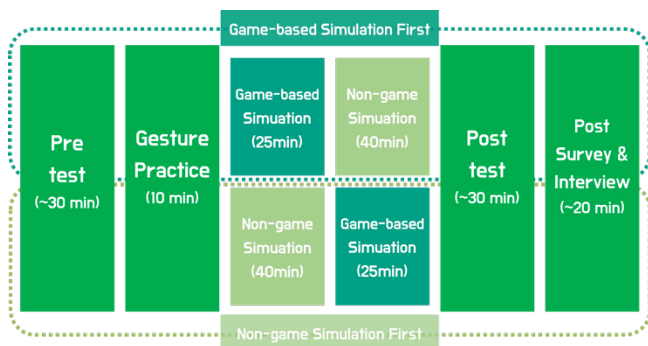 Game-based Simulation First
Pre
test
(~30 min)
Gesture
Practice
(10 min)
Game-based
Simuation
(25min)
Non-game
Simuation
(40min)
Non-game
Simuation
(40min)
Game-based
Simuation
(25min)
Post
test
(~30 min)
Post
Survey &
Interview
(~20 min)
Non-game Simulation First